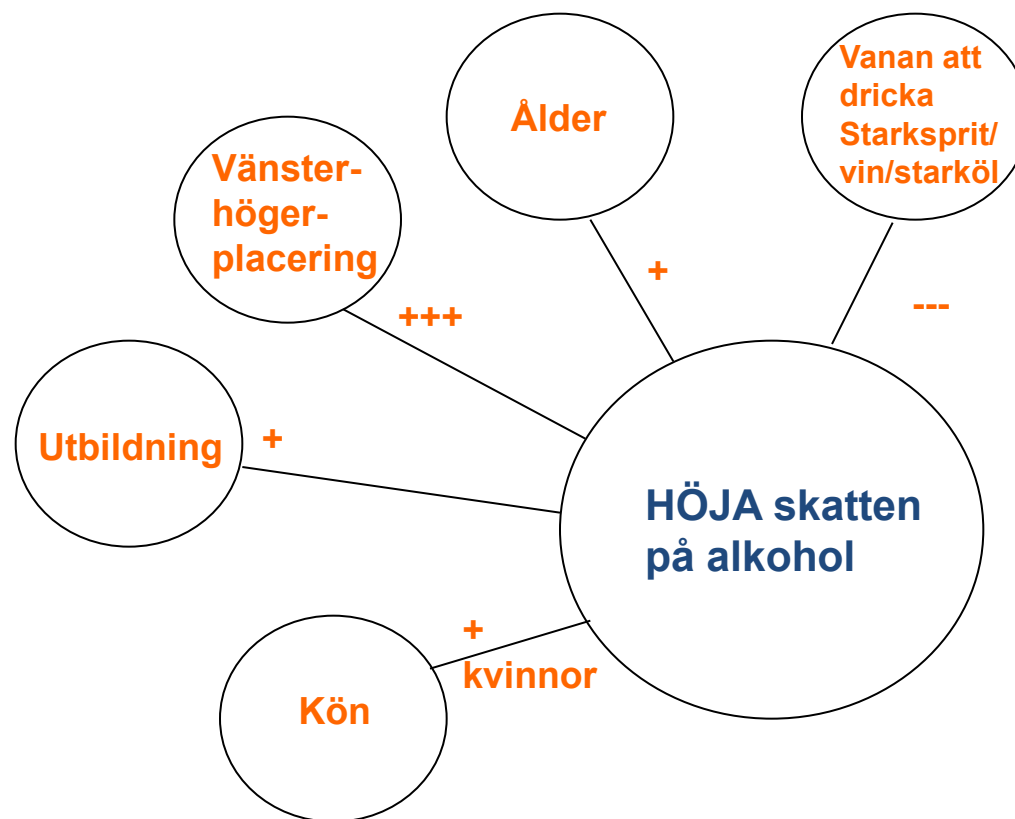 Vanan att
dricka
Starksprit/
vin/starköl
Ålder
Vänster-
höger-
placering
+
---
+++
Utbildning
+
HÖJA skatten
på alkohol
+
kvinnor
Kön